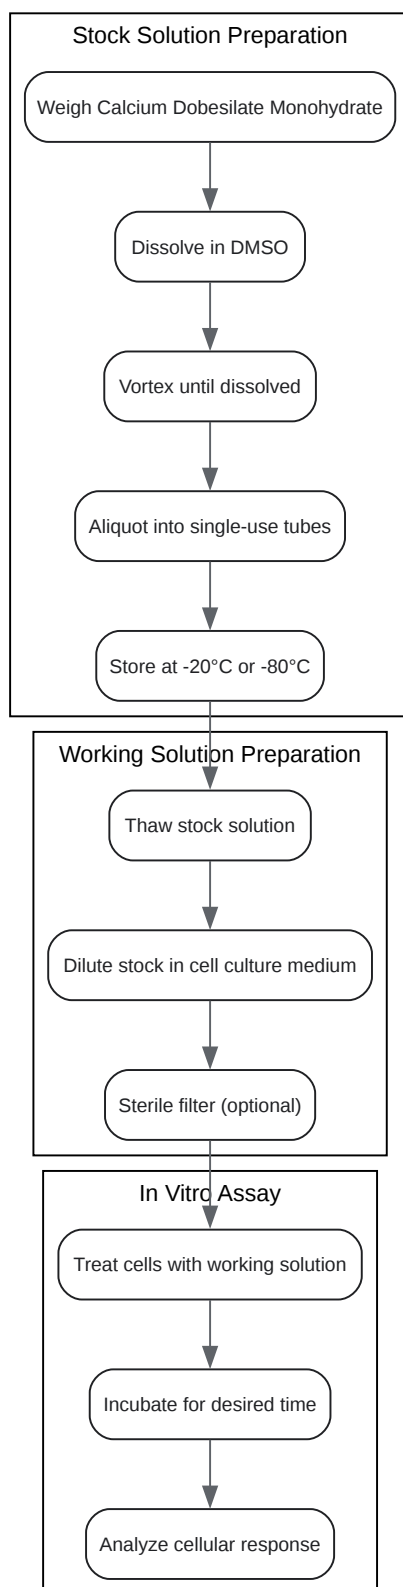 Stock Solution Preparation
Weigh Calcium Dobesilate Monohydrate
Dissolve in DMSO
Vortex until dissolved
Aliquot into single-use tubes
Store at -20°C or -80°C
Working Solution Preparation
Thaw stock solution
Dilute stock in cell culture medium
Sterile filter (optional)
In Vitro Assay
Treat cells with working solution
Incubate for desired time
Analyze cellular response